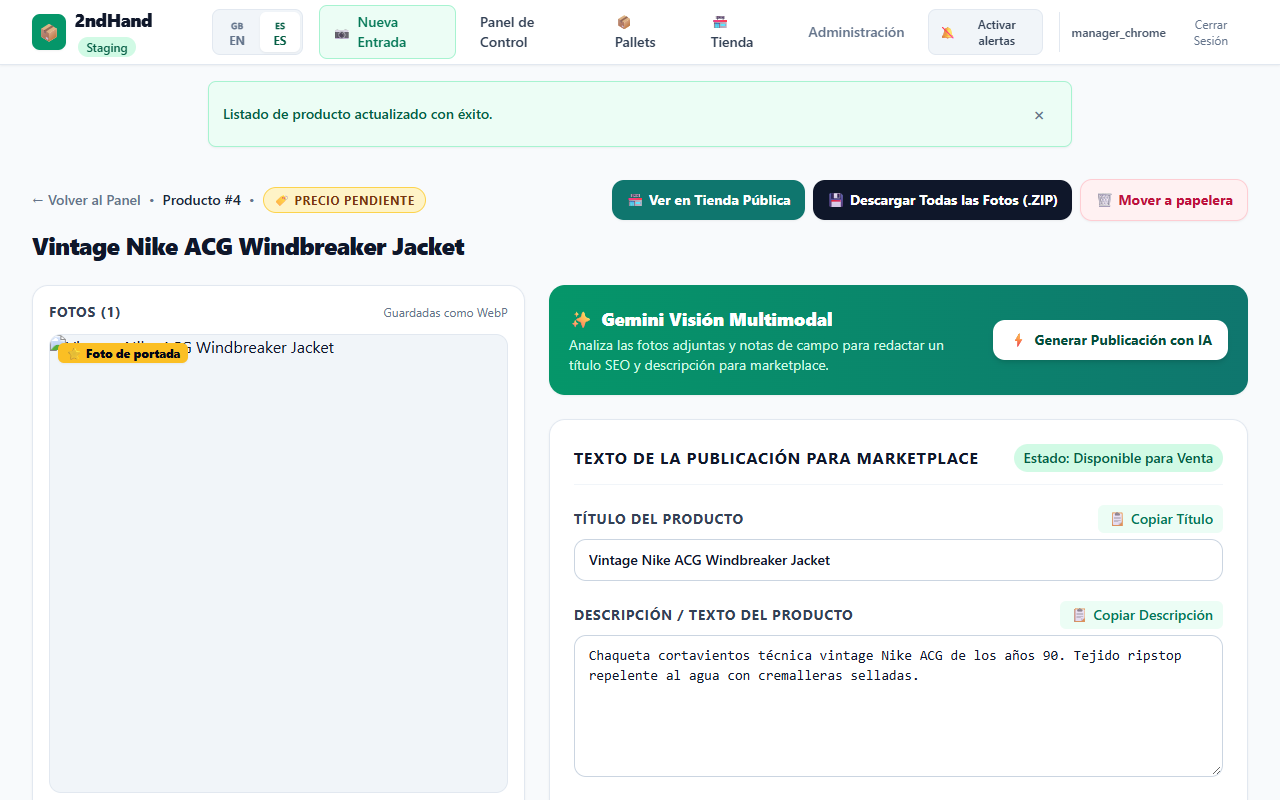 2ndHand
Staging
GB
EN
ES
ES
Nueva
Entrada
Panel de
Control
Pallets
Tienda
Administración
Activar
alertas
manager_chrome
Cerrar
Sesión
Listado de producto actualizado con éxito.
×
← Volver al Panel • Producto #4 • PRECIO PENDIENTE
Ver en Tienda Pública
Descargar Todas las Fotos (.ZIP)
Mover a papelera
Vintage Nike ACG Windbreaker Jacket
FOTOS (1)
Guardadas como WebP
ACG Windbreaker Jacket
Foto de portada
Gemini Visión Multimodal
Analiza las fotos adjuntas y notas de campo para redactar un
título SEO y descripción para marketplace.
Generar Publicación con IA
TEXTO DE LA PUBLICACIÓN PARA MARKETPLACE
Estado: Disponible para Venta
TÍTULO DEL PRODUCTO
Copiar Título
Vintage Nike ACG Windbreaker Jacket
DESCRIPCIÓN / TEXTO DEL PRODUCTO
Copiar Descripción
Chaqueta cortavientos técnica vintage Nike ACG de los años 90. Tejido ripstop
repelente al agua con cremalleras selladas.